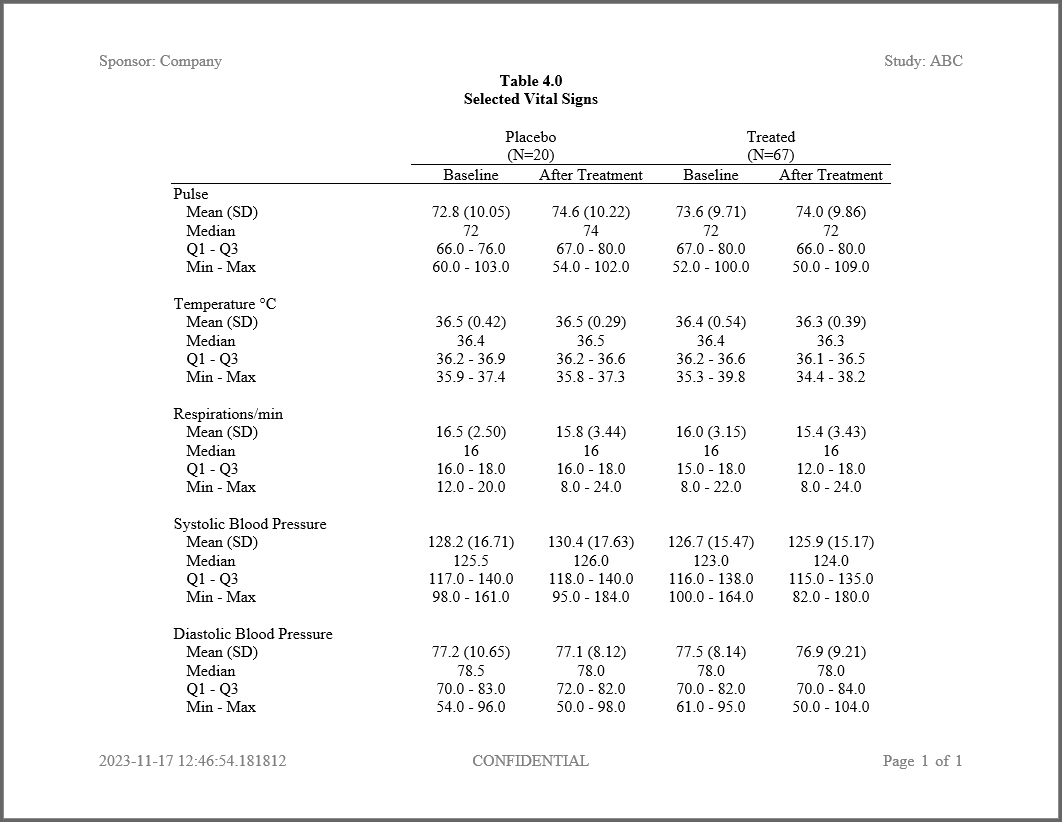 Sponsor: Company Study: ABC
Table 4.0
Selected Vital Signs
Placebo Treated
(N=20) (N=67)
Baseline After Treatment Baseline After Treatment
Pulse
Mean (SD) 72.8 (10.05) 74.6 (10.22) 73.6 (9.71) 74.0 (9.86)
Median 72 74 72 72
Q1 - Q3 66.0 - 76.0 67.0 - 80.0 67.0 - 80.0 66.0 - 80.0
Min - Max 60.0 - 103.0 54.0 - 102.0 52.0 - 100.0 50.0 - 109.0
Temperature °C
Mean (SD) 36.5 (0.42) 36.5 (0.29) 36.4 (0.54) 36.3 (0.39)
Median 36.4 36.5 36.4 36.3
Q1 - Q3 36.2 - 36.9 36.2 - 36.6 36.2 - 36.6 36.1 - 36.5
Min - Max 35.9 - 37.4 35.8 - 37.3 35.3 - 39.8 34.4 - 38.2
Respirations/min
Mean (SD) 16.5 (2.50) 15.8 (3.44) 16.0 (3.15) 15.4 (3.43)
Median 16 16 16 16
Q1 - Q3 16.0 - 18.0 16.0 - 18.0 15.0 - 18.0 12.0 - 18.0
Min - Max 12.0 - 20.0 8.0 - 24.0 8.0 - 22.0 8.0 - 24.0
Systolic Blood Pressure
Mean (SD) 128.2 (16.71) 130.4 (17.63) 126.7 (15.47) 125.9 (15.17)
Median 125.5 126.0 123.0 124.0
Q1 - Q3 117.0 - 140.0 118.0 - 140.0 116.0 - 138.0 115.0 - 135.0
Min - Max 98.0 - 161.0 95.0 - 184.0 100.0 - 164.0 82.0 - 180.0
Diastolic Blood Pressure
Mean (SD) 77.2 (10.65) 77.1 (8.12) 77.5 (8.14) 76.9 (9.21)
Median 78.5 78.0 78.0 78.0
Q1 - Q3 70.0 - 83.0 72.0 - 82.0 70.0 - 82.0 70.0 - 84.0
Min - Max 54.0 - 96.0 50.0 - 98.0 61.0 - 95.0 50.0 - 104.0
2023-11-17 12:46:54.181812 CONFIDENTIAL Page 1 of 1